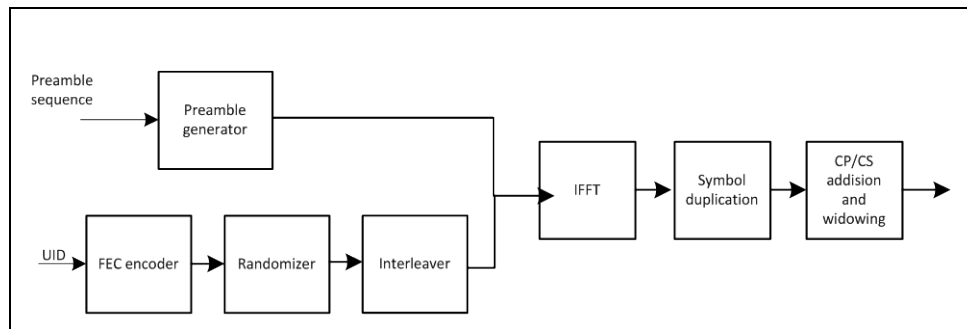 Preamble
sequence
Preamble
generator
IFFT
Symbol
duplication
CP/CS
addision
and
widowing
UID
FEC encoder
Randomizer
Interleaver